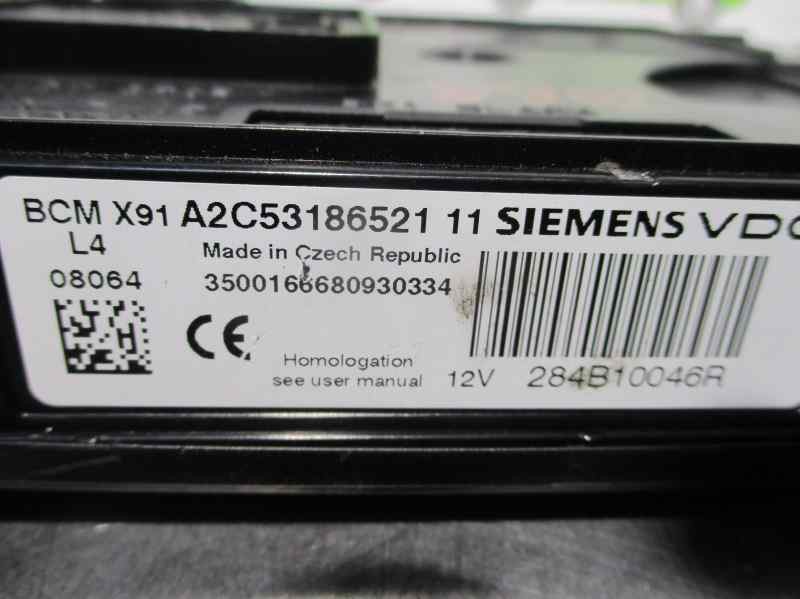 BCM X91 A2C53186521 11 SIEMENS VDO
L4 Made in Czech Republic
08064 3500166680930334
CE
Homologation
see user manual 12V 284B10046R